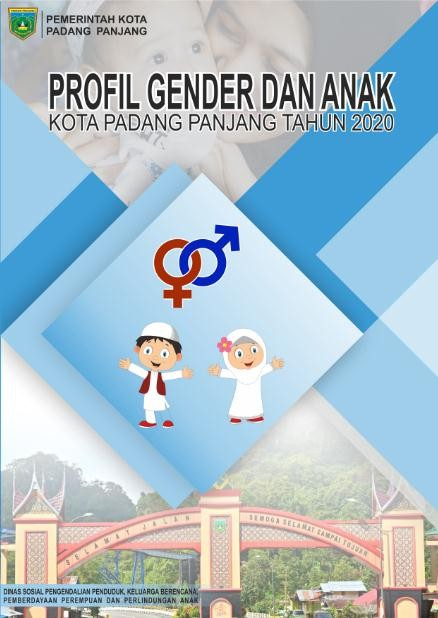 PEMERINTAH KOTA
PADANG PANJANG
PROFIL GENDER DAN ANAK
KOTA PADANG PANJANG TAHUN 2020
SELAMAT JALAN
SEMOGA SELAMAT SAMPAI TUJUAN
DINAS SOSIAL PENGENDALIAN PENDUDUK, KELUARGA BERENCANA,
PEMBERDAYAAN PEREMPUAN DAN PERLINDUNGAN ANAK